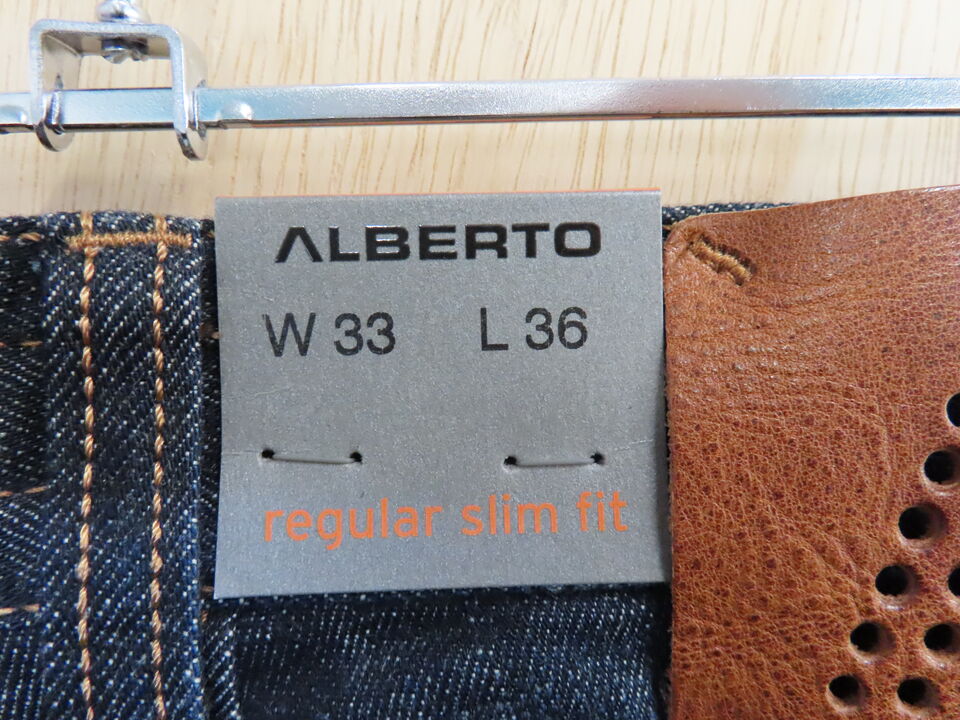 ALBERTO
W 33 L 36
regular slim fit